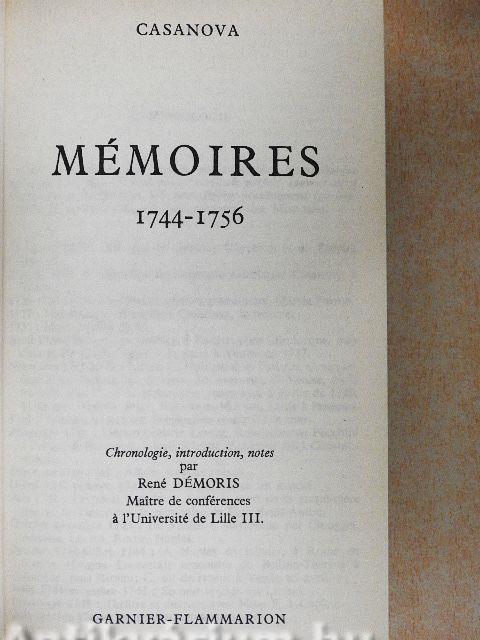 CASANOVA
MÉMOIRES
1744-1756
Chronologie, introduction, notes
par
René DÉMORIS
Maître de conférences
à l'Université de Lille III.
GARNIER-FLAMMARION